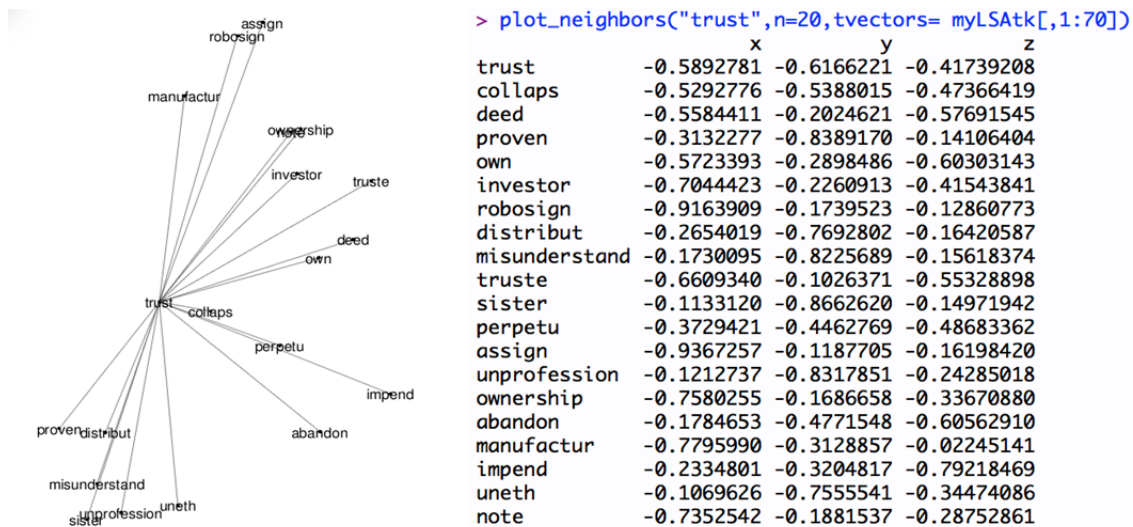 assign
robosign
manufactur
ownership
note
investor
truste
deed
own
trust
collaps
perpetu
impend
abandon
proven
distribut
misunderstand
uneth
unprofession
sister
> plot_neighbors("trust",n=20,tvectors= myLSAtk[,1:70])
x y z
trust -0.5892781 -0.6166221 -0.41739208
collaps -0.5292776 -0.5388015 -0.47366419
deed -0.5584411 -0.2024621 -0.57691545
proven -0.3132277 -0.8389170 -0.14106404
own -0.5723393 -0.2898486 -0.60303143
investor -0.7044423 -0.2260913 -0.41543841
robosign -0.9163909 -0.1739523 -0.12860773
distribut -0.2654019 -0.7692802 -0.16420587
misunderstand -0.1730095 -0.8225689 -0.15618374
truste -0.6609340 -0.1026371 -0.55328898
sister -0.1133120 -0.8662620 -0.14971942
perpetu -0.3729421 -0.4462769 -0.48683362
assign -0.9367257 -0.1187705 -0.16198420
unprofession -0.1212737 -0.8317851 -0.24285018
ownership -0.7580255 -0.1686658 -0.33670880
abandon -0.1784653 -0.4771548 -0.60562910
manufactur -0.7795990 -0.3128857 -0.02245141
impend -0.2334801 -0.3204817 -0.79218469
uneth -0.1069626 -0.7555541 -0.34474086
note -0.7352542 -0.1881537 -0.28752861